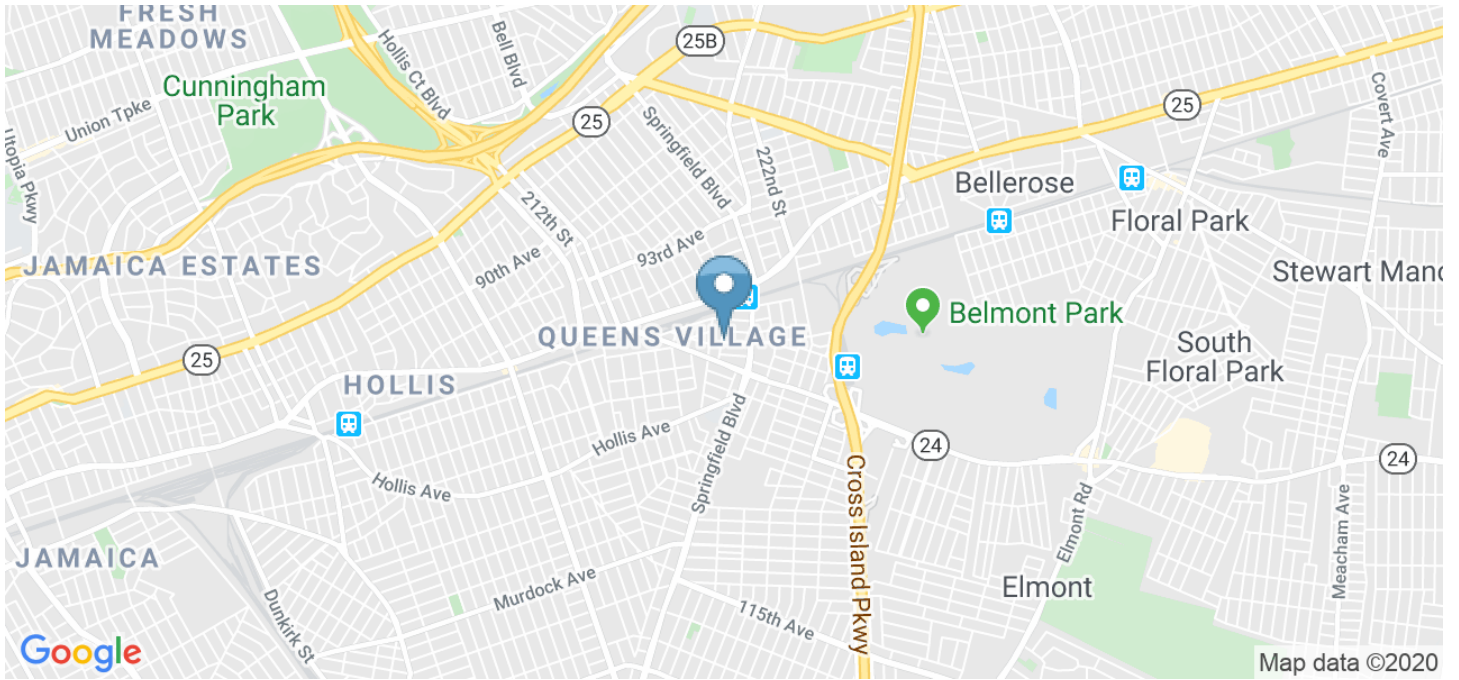 FRESH
MEADOWS
25B
Hollis Ct Blvd
Bell Blvd
Cunningham
Park
Covert Ave
25
Union Tpke
25
Springfield Blvd
Utopia Pkwy
222nd St
Bellerose
212th St
Floral Park
93rd Ave
90th Ave
JAMAICA ESTATES
Stewart Mano
Belmont Park
QUEENS VILLAGE
South
Floral Park
25
HOLLIS
Hollis Ave
24
24
Springfield Blvd
Hollis Ave
Cross Island Pkwy
Elmont Rd
Meacham Ave
JAMAICA
Murdock Ave
Elmont
115th Ave
Dunkirk St
Google
Map data ©2020